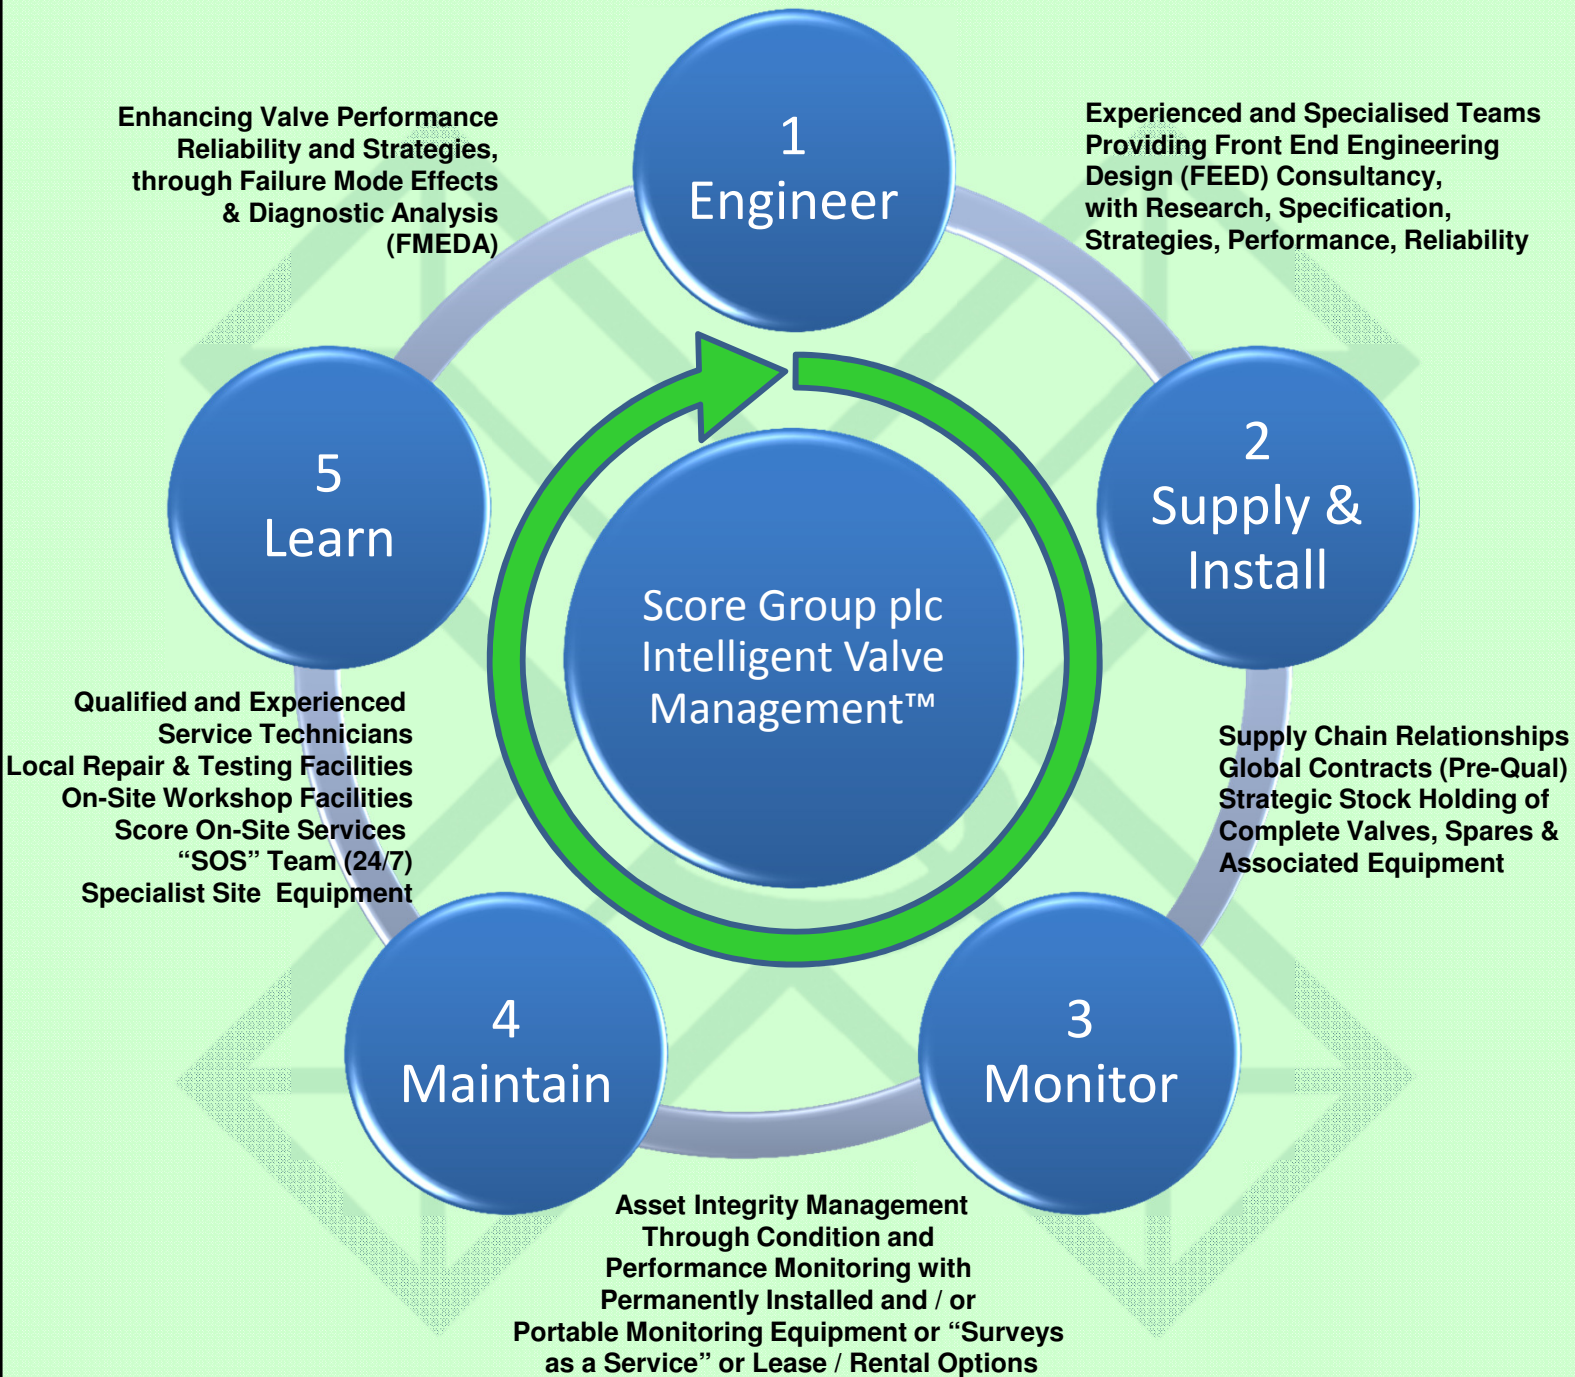 1
Engineer
Experienced and Specialised Teams
Providing Front End Engineering
Design (FEED) Consultancy,
with Research, Specification,
Strategies, Performance, Reliability
2
Supply &
Install
Supply Chain Relationships
Global Contracts (Pre-Qual)
Strategic Stock Holding of
Complete Valves, Spares &
Associated Equipment
3
Monitor
Asset Integrity Management
Through Condition and
Performance Monitoring with
Permanently Installed and / or
Portable Monitoring Equipment or “Surveys
as a Service” or Lease / Rental Options
4
Maintain
Qualified and Experienced
Service Technicians
Local Repair & Testing Facilities
On-Site Workshop Facilities
Score On-Site Services
“SOS” Team (24/7)
Specialist Site Equipment
5
Learn
Enhancing Valve Performance
Reliability and Strategies,
through Failure Mode Effects
& Diagnostic Analysis
(FMEDA)
Score Group plc
Intelligent Valve
Management™